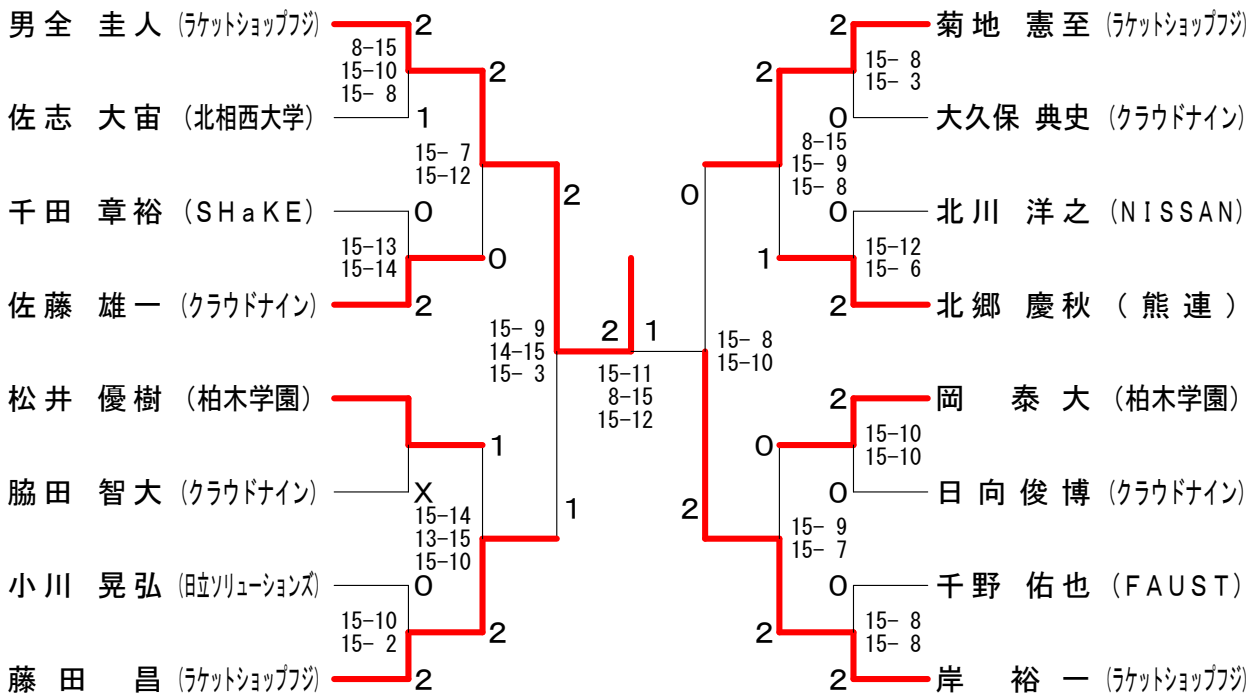 男全 圭人 (ラケットショップフジ) 2
8-15
15-10
15- 8
2
佐志 大宙 (北相西大学) 1
15- 7
15-12
2
千田 章裕 (SHaKE) 0
15-13
15-14
0
佐藤 雄一 (クラウドナイン) 2
15- 9
14-15
15- 3
松井 優樹 (柏木学園)
1
脇田 智大 (クラウドナイン) X
15-14
13-15
15-10
1
小川 晃弘 (日立ソリューションズ) 0
15-10
15- 2
2
藤田 昌 (ラケットショップフジ) 2
2 1
15-11
8-15
15-12
2 菊地 憲至 (ラケットショップフジ)
2
15- 8
15- 3
0 大久保 典史 (クラウドナイン)
8-15
15- 9
15- 8
0
0 北川 洋之 (NISSAN)
1
15-12
15- 6
2 北郷 慶秋 (熊連)
15- 8
15-10
2 岡 泰大 (柏木学園)
0
15-10
15-10
0 日向俊博 (クラウドナイン)
2
15- 9
15- 7
0 千野 佑也 (FAUST)
2
15- 8
15- 8
2 岸 裕一 (ラケットショップフジ)